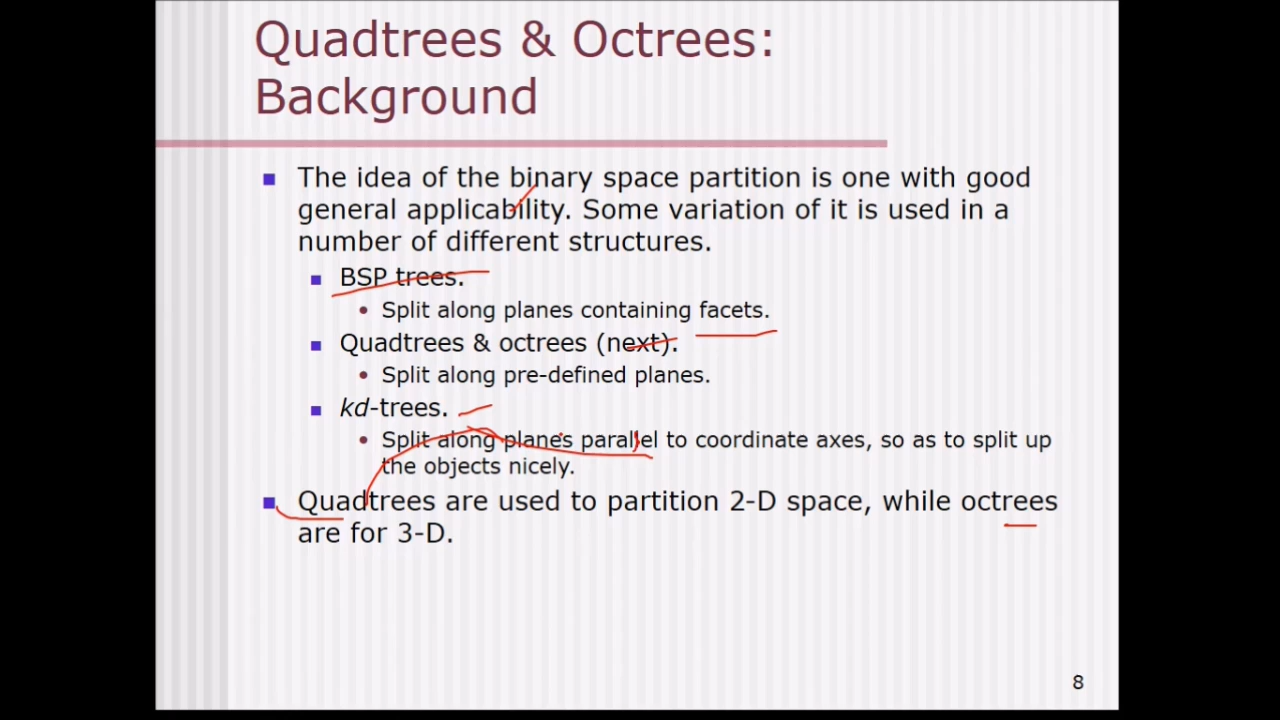 Quadtrees & Octrees:
Background
The idea of the binary space partition is one with good
general applicability. Some variation of it is used in a
number of different structures.
BSP trees.
Split along planes containing facets.
Quadtrees & octrees (next).
Split along pre-defined planes.
kd-trees.
Split along planes parallel to coordinate axes, so as to split up
the objects nicely.
Quadtrees are used to partition 2-D space, while octrees
are for 3-D.
8